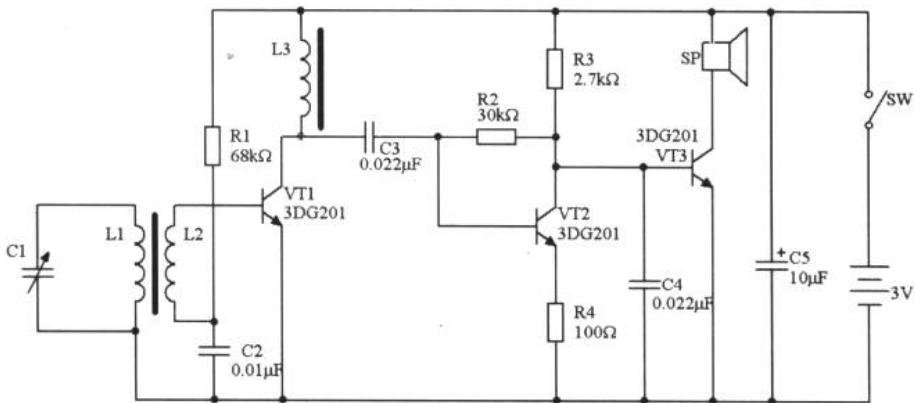 L3
R3
2.7kΩ
SP
R2
30kΩ
SW
R1
68kΩ
C3
0.022μF
3DG201
VT3
VT1
3DG201
L1
L2
VT2
3DG201
C1
+
C5
10μF
C4
0.022μF
3V
R4
100Ω
C2
0.01μF